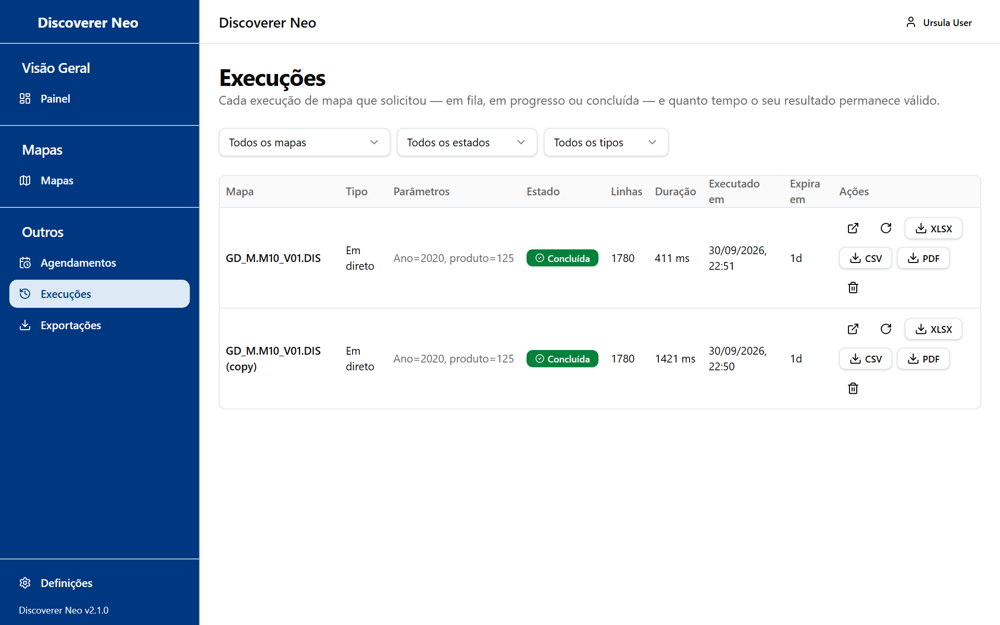 Discoverer Neo
Visão Geral
Painel
Mapas
Mapas
Outros
Agendamentos
Execuções
Exportações
Definições
Discoverer Neo v2.1.0
Discoverer Neo
Ursula User
Execuções
Cada execução de mapa que solicitou — em fila, em progresso ou concluída — e quanto tempo o seu resultado permanece válido.
Todos os mapas
Todos os estados
Todos os tipos
Mapa Tipo Parâmetros Estado Linhas Duração Executado em Expira em Ações
GD_M.M10_V01.DIS Em direto Ano=2020, produto=125 Concluída 1780 411 ms 30/09/2026, 22:51 1d
XLSX
CSV PDF
GD_M.M10_V01.DIS (copy) Em direto Ano=2020, produto=125 Concluída 1780 1421 ms 30/09/2026, 22:50 1d
XLSX
CSV PDF